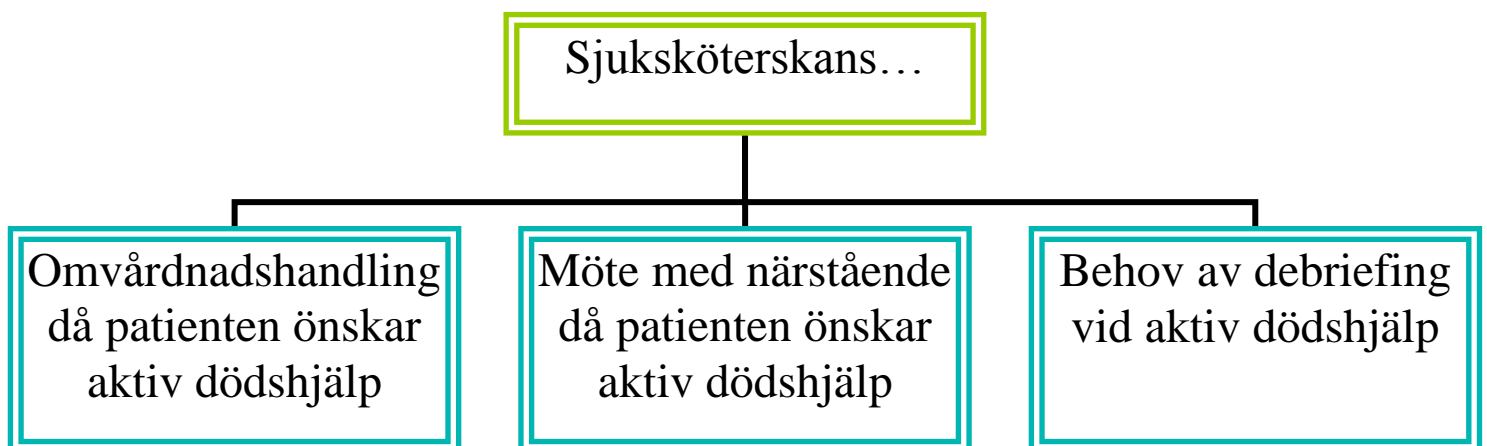 Sjuksköterskans…
Omvårdnadshandling
då patienten önskar
aktiv dödshjälp
Möte med närstående
då patienten önskar
aktiv dödshjälp
Behov av debriefing
vid aktiv dödshjälp